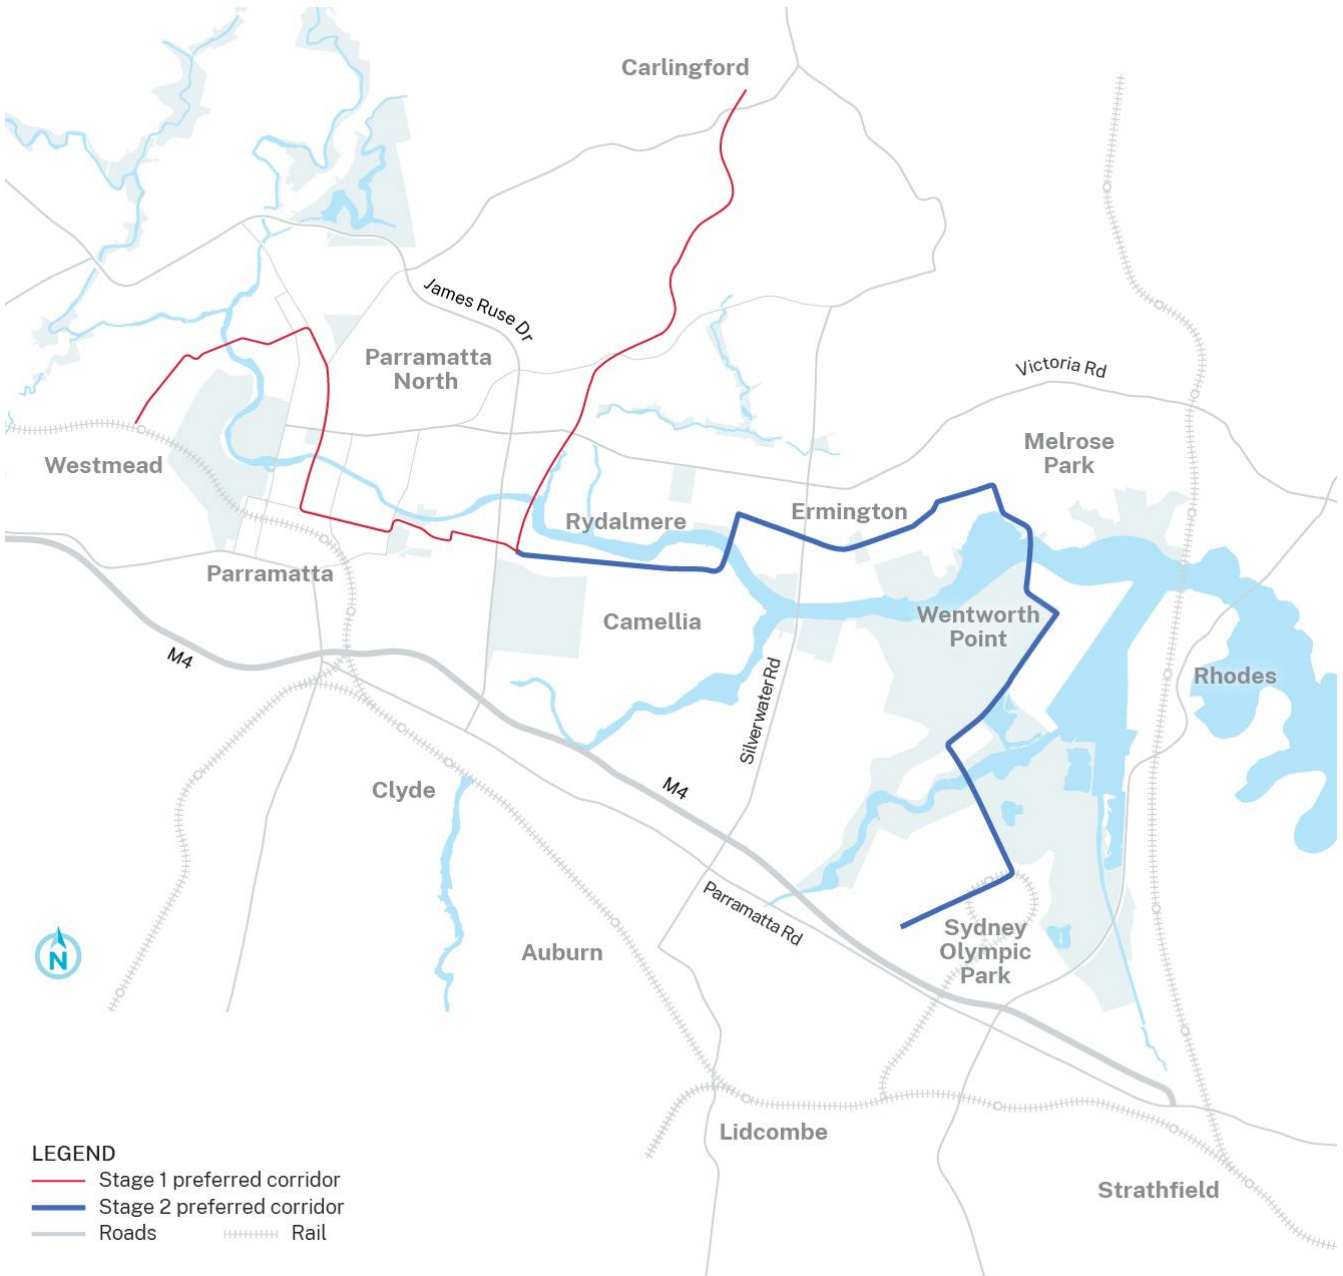 Carlingford
James Ruse Dr
Parramatta
North
Victoria Rd
Melrose
Park
Westmead
Ermington
Rydalmere
Parramatta
Camellia
Wentworth
Point
M4
Silverwater Rd
Rhodes
Clyde
M4
Parramatta Rd
Sydney
Olympic
Park
N
Auburn
Lidcombe
Strathfield
LEGEND
Stage 1 preferred corridor
Stage 2 preferred corridor
Roads
Rail